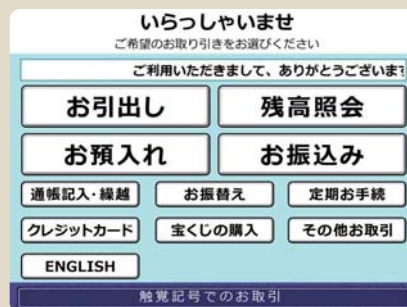 いらっしゃいませ
ご希望のお取り引きをお選びください
ご利用いただきまして、ありがとうございます
お引出し 残高照会
お預入れ お振込み
通帳記入・繰越 お振替え 定期お手続
クレジットカード 宝くじの購入 その他お取引
ENGLISH
触覚記号でのお取引